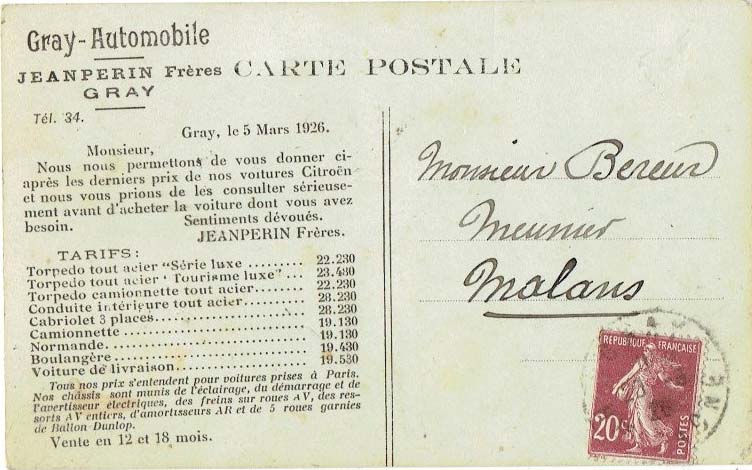 Gray-Automobile
JEANPERIN Frères
GRAY
Tél. 34.
CARTE POSTALE
Gray, le 5 Mars 1926.
Monsieur,
Nous nous permettons de vous donner ci-
après les derniers prix de nos voitures Citroën
et nous vous prions de les consulter sérieuse-
ment avant d'acheter la voiture dont vous avez
besoin. Sentiments dévoués.
JEANPERIN Frères.
TARIFS :
Torpedo tout acier "Série luxe ......... 22.230
Torpedo tout acier ' Tourisme luxe" ... 23.430
Torpedo camionnette tout acier......... 22.230
Conduite intérieure tout acier ......... 28.230
Cabriolet 3 places ......... 28.230
Camionnette ......... 19.130
Normande ......... 19.130
Boulangère ......... 19.430
Voiture de livraison ......... 19.530
Tous nos prix s'entendent pour voitures prises à Paris.
Nos châssis sont munis de l'éclairage, du démarrage et de
l'avertisseur électriques, des freins sur roues AV, des res-
sorts AV entiers, d'amortisseurs AR et de 5 roues garnies
de Ballon Dunlop.
Vente en 12 et 18 mois.
Monsieur Bereur
Meunier
Malans
REPUBLIQUE FRANÇAISE
POSTES
20c